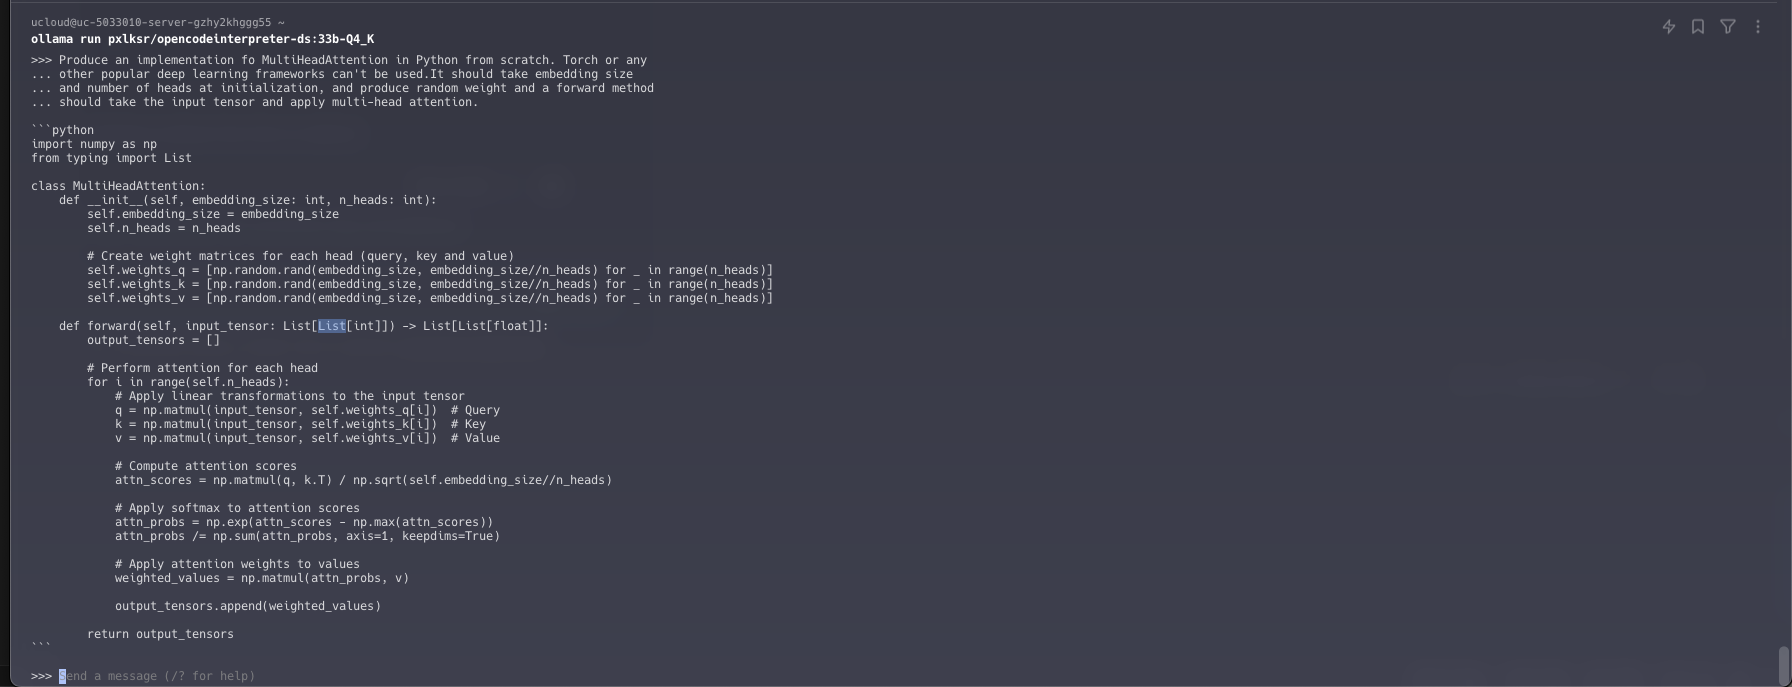 ucloud@uc-5033010-server-gzhy2khggg55 ~
ollama run pxlksr/opencodeinterpreter-ds:33b-Q4_K
>>> Produce an implementation fo MultiHeadAttention in Python from scratch. Torch or any
... other popular deep learning frameworks can't be used.It should take embedding size
... and number of heads at initialization, and produce random weight and a forward method
... should take the input tensor and apply multi-head attention.

```python
import numpy as np
from typing import List

class MultiHeadAttention:
    def __init__(self, embedding_size: int, n_heads: int):
        self.embedding_size = embedding_size
        self.n_heads = n_heads

        # Create weight matrices for each head (query, key and value)
        self.weights_q = [np.random.rand(embedding_size, embedding_size//n_heads) for _ in range(n_heads)]
        self.weights_k = [np.random.rand(embedding_size, embedding_size//n_heads) for _ in range(n_heads)]
        self.weights_v = [np.random.rand(embedding_size, embedding_size//n_heads) for _ in range(n_heads)]

    def forward(self, input_tensor: List[List[int]]) -> List[List[float]]:
        output_tensors = []

        # Perform attention for each head
        for i in range(self.n_heads):
            # Apply linear transformations to the input tensor
            q = np.matmul(input_tensor, self.weights_q[i])  # Query
            k = np.matmul(input_tensor, self.weights_k[i])  # Key
            v = np.matmul(input_tensor, self.weights_v[i])  # Value

            # Compute attention scores
            attn_scores = np.matmul(q, k.T) / np.sqrt(self.embedding_size//n_heads)

            # Apply softmax to attention scores
            attn_probs = np.exp(attn_scores - np.max(attn_scores))
            attn_probs /= np.sum(attn_probs, axis=1, keepdims=True)

            # Apply attention weights to values
            weighted_values = np.matmul(attn_probs, v)

            output_tensors.append(weighted_values)

        return output_tensors
```

>>> Send a message (/? for help)